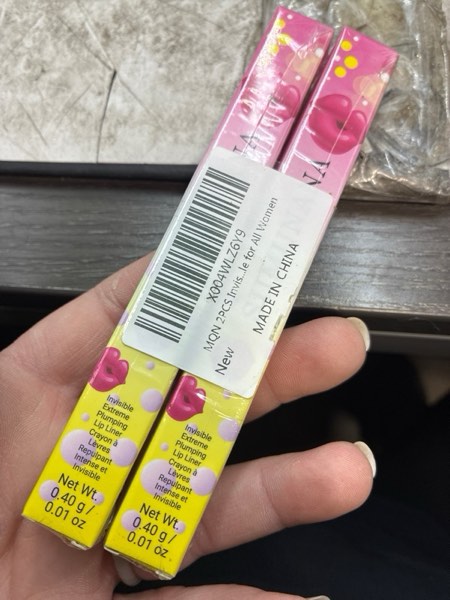 X004WLZ6Y9
MQN 2PCS Invis...le for All Women
New
MADE IN CHINA
Invisible
Extreme
Plumping
Lip Liner
Crayon à
Lèvres
Repulpant
Intense et
Invisible
Net Wt.
0.40 g /
0.01 oz
Invisible
Extreme
Plumping
Lip Liner
Crayon à
Lèvres
Repulpant
Intense et
Invisible
Net Wt.
0.40 g /
0.01 oz